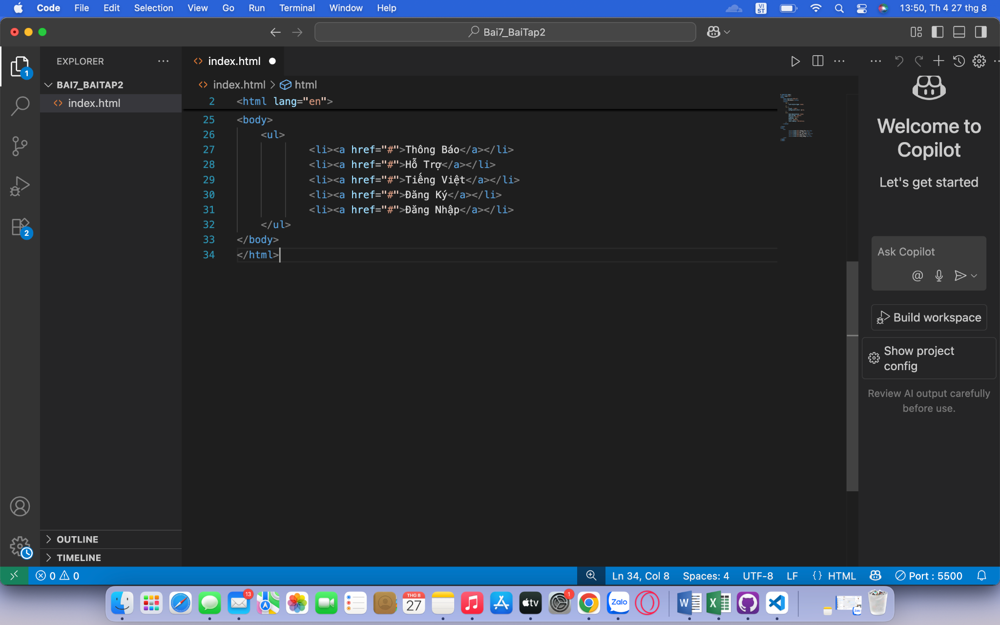 Code File Edit Selection View Go Run Terminal Window Help VI ST 13:50, Th 4 27 thg 8
Bai7_BaiTap2
EXPLORER
1
BAI7_BAITAP2
index.html
2
OUTLINE
TIMELINE
index.html
index.html > html
2 <html lang="en">
25 <body>
26 <ul>
27 <li><a href="#">Thông Báo</a></li>
28 <li><a href="#">Hỗ Trợ</a></li>
29 <li><a href="#">Tiếng Việt</a></li>
30 <li><a href="#">Đăng Ký</a></li>
31 <li><a href="#">Đăng Nhập</a></li>
32 </ul>
33 </body>
34 </html>
Welcome to
Copilot
Let's get started
Ask Copilot
@
Build workspace
Show project
config
Review AI output carefully
before use.
0 0 Ln 34, Col 8 Spaces: 4 UTF-8 LF {} HTML Port : 5500
13 THG 8 27 tv 1 Zalo W X